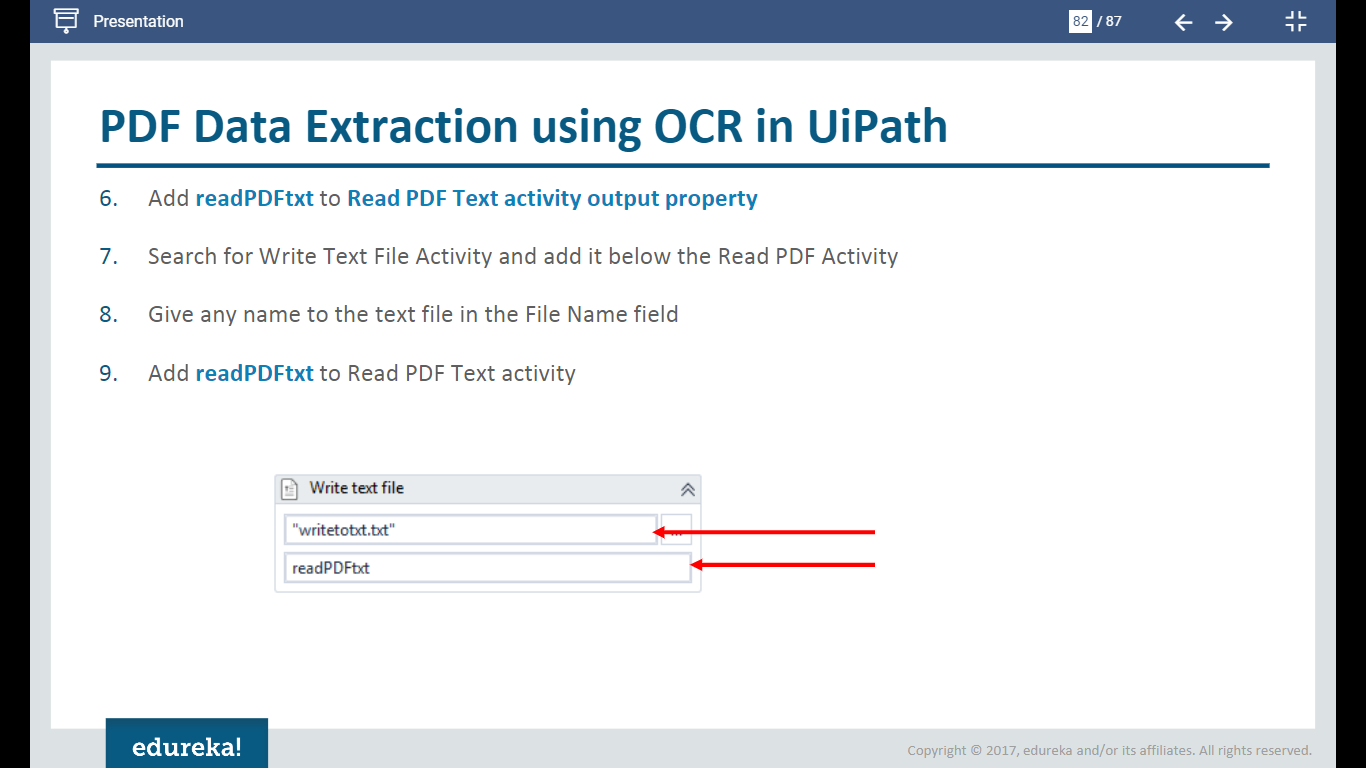 Presentation
82 / 87
PDF Data Extraction using OCR in UiPath
6. Add readPDFtxt to Read PDF Text activity output property
7. Search for Write Text File Activity and add it below the Read PDF Activity
8. Give any name to the text file in the File Name field
9. Add readPDFtxt to Read PDF Text activity
Write text file
"writetotxt.txt"
...
readPDFtxt
edureka!
Copyright © 2017, edureka and/or its affiliates. All rights reserved.